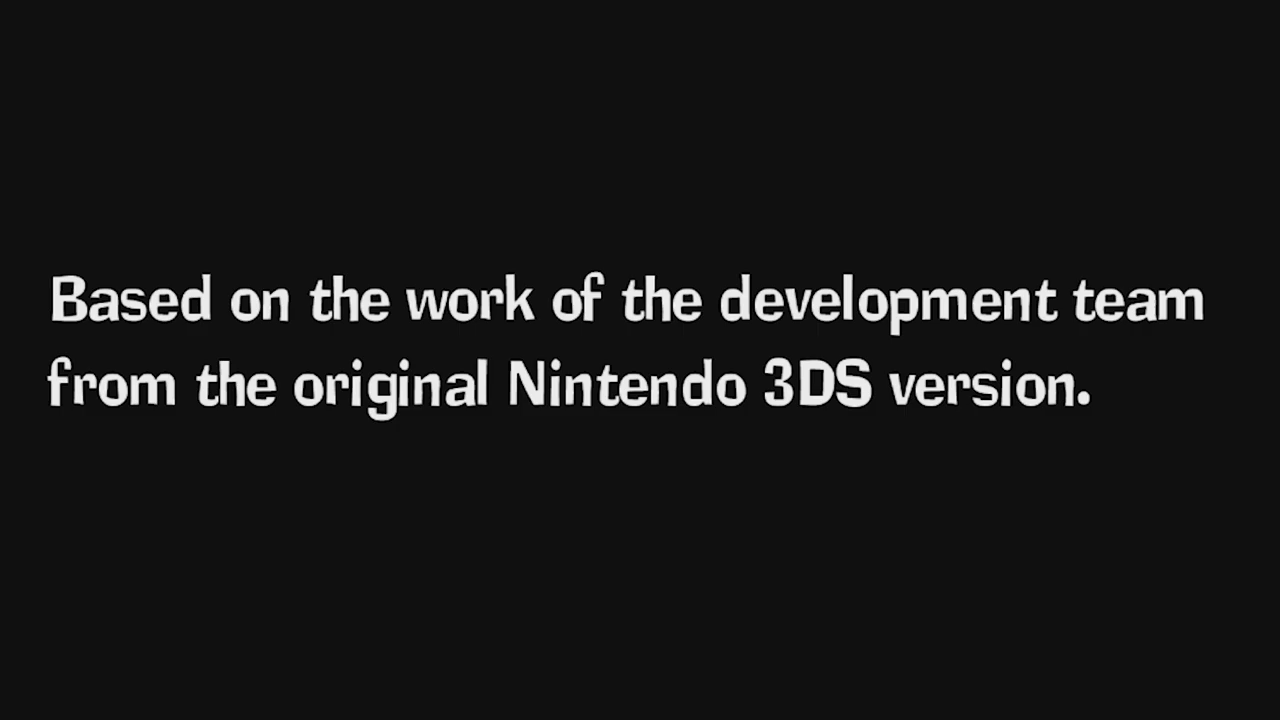 Based on the work of the development team
from the original Nintendo 3DS version.